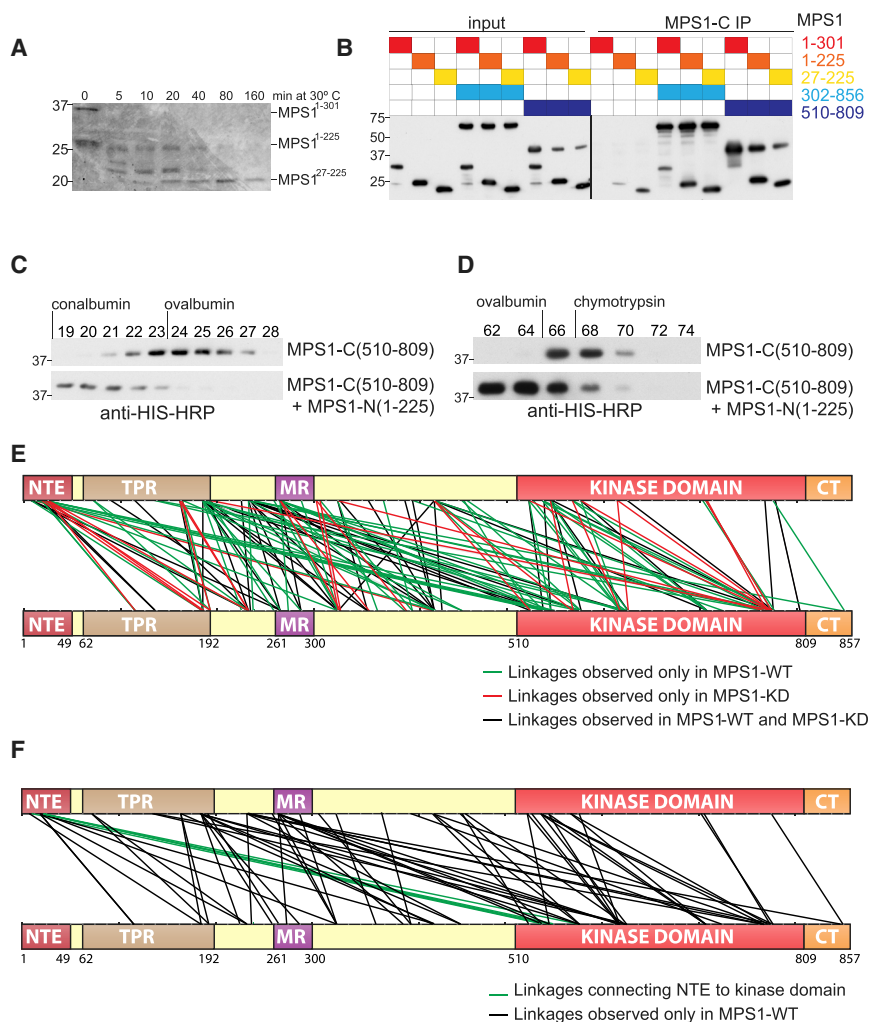 A
0 5 10 20 40 80 160 min at 30º C
37
25
20
MPS1 1-301
MPS1 1-225
MPS1 27-225
B
input MPS1-C IP MPS1
1-301
1-225
27-225
302-856
510-809
75
50
37
25
C
conalbumin ovalbumin
19 20 21 22 23 24 25 26 27 28
37
MPS1-C(510-809)
37
MPS1-C(510-809)
+ MPS1-N(1-225)
anti-HIS-HRP
D
ovalbumin chymotrypsin
62 64 66 68 70 72 74
37
MPS1-C(510-809)
37
MPS1-C(510-809)
+ MPS1-N(1-225)
anti-HIS-HRP
E
NTE TPR MR KINASE DOMAIN CT
NTE TPR MR KINASE DOMAIN CT
1 49 62 192 261 300 510 809 857
Linkages observed only in MPS1-WT
Linkages observed only in MPS1-KD
Linkages observed in MPS1-WT and MPS1-KD
F
NTE TPR MR KINASE DOMAIN CT
NTE TPR MR KINASE DOMAIN CT
1 49 62 192 261 300 510 809 857
Linkages connecting NTE to kinase domain
Linkages observed only in MPS1-WT